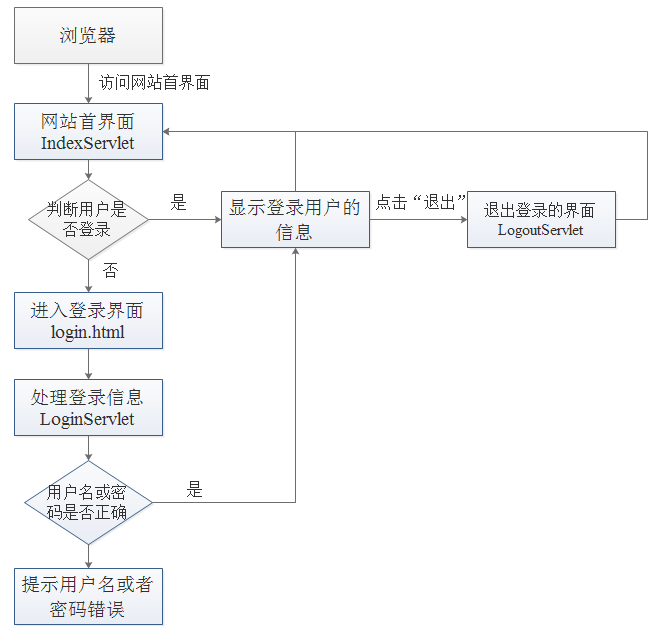 浏览器
访问网站首界面
网站首界面
IndexServlet
判断用户是
否登录
是
显示登录用户的
信息
点击“退出”
退出登录的界面
LogoutServlet
否
进入登录界面
login.html
处理登录信息
LoginServlet
用户名或密
码是否正确
是
提示用户名或者
密码错误